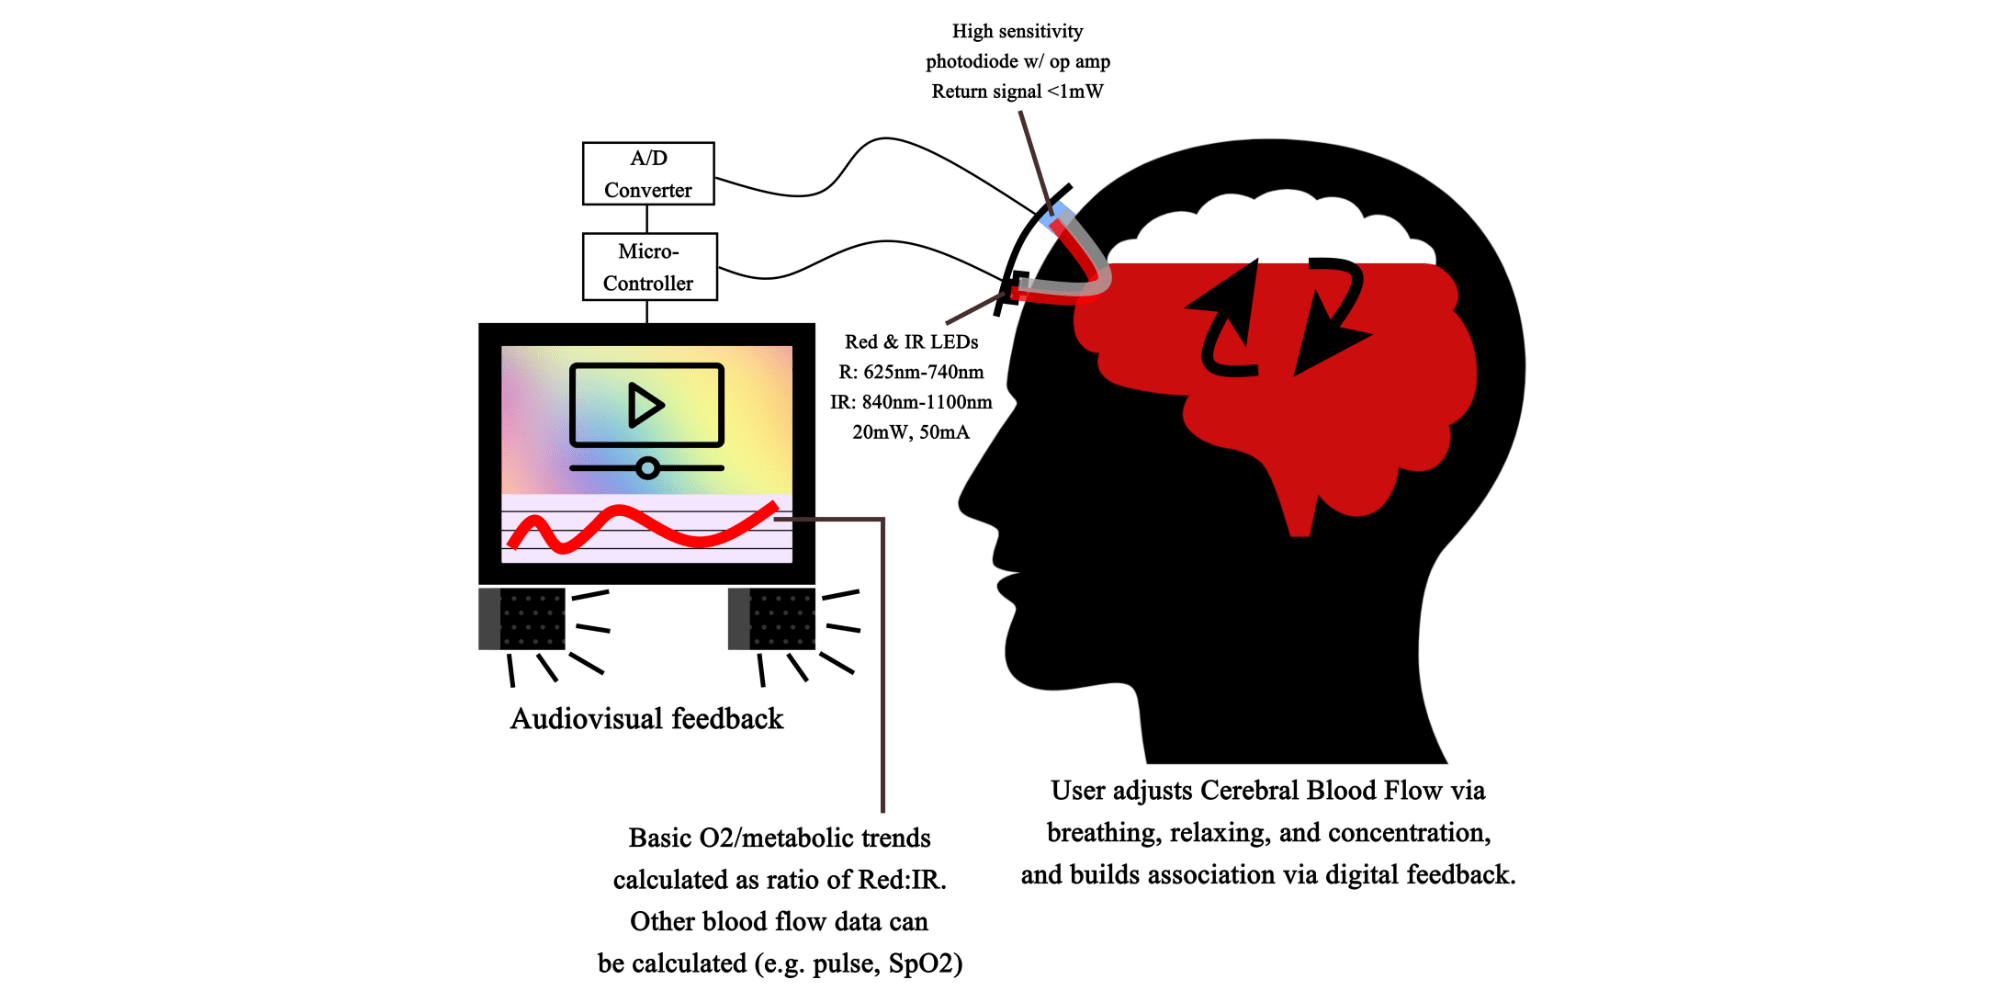 High sensitivity
photodiode w/ op amp
Return signal <1mW
A/D
Converter
Micro-
Controller
Red & IR LEDs
R: 625nm-740nm
IR: 840nm-1100nm
20mW, 50mA
Audiovisual feedback
Basic O2/metabolic trends
calculated as ratio of Red:IR.
Other blood flow data can
be calculated (e.g. pulse, SpO2)
User adjusts Cerebral Blood Flow via
breathing, relaxing, and concentration,
and builds association via digital feedback.